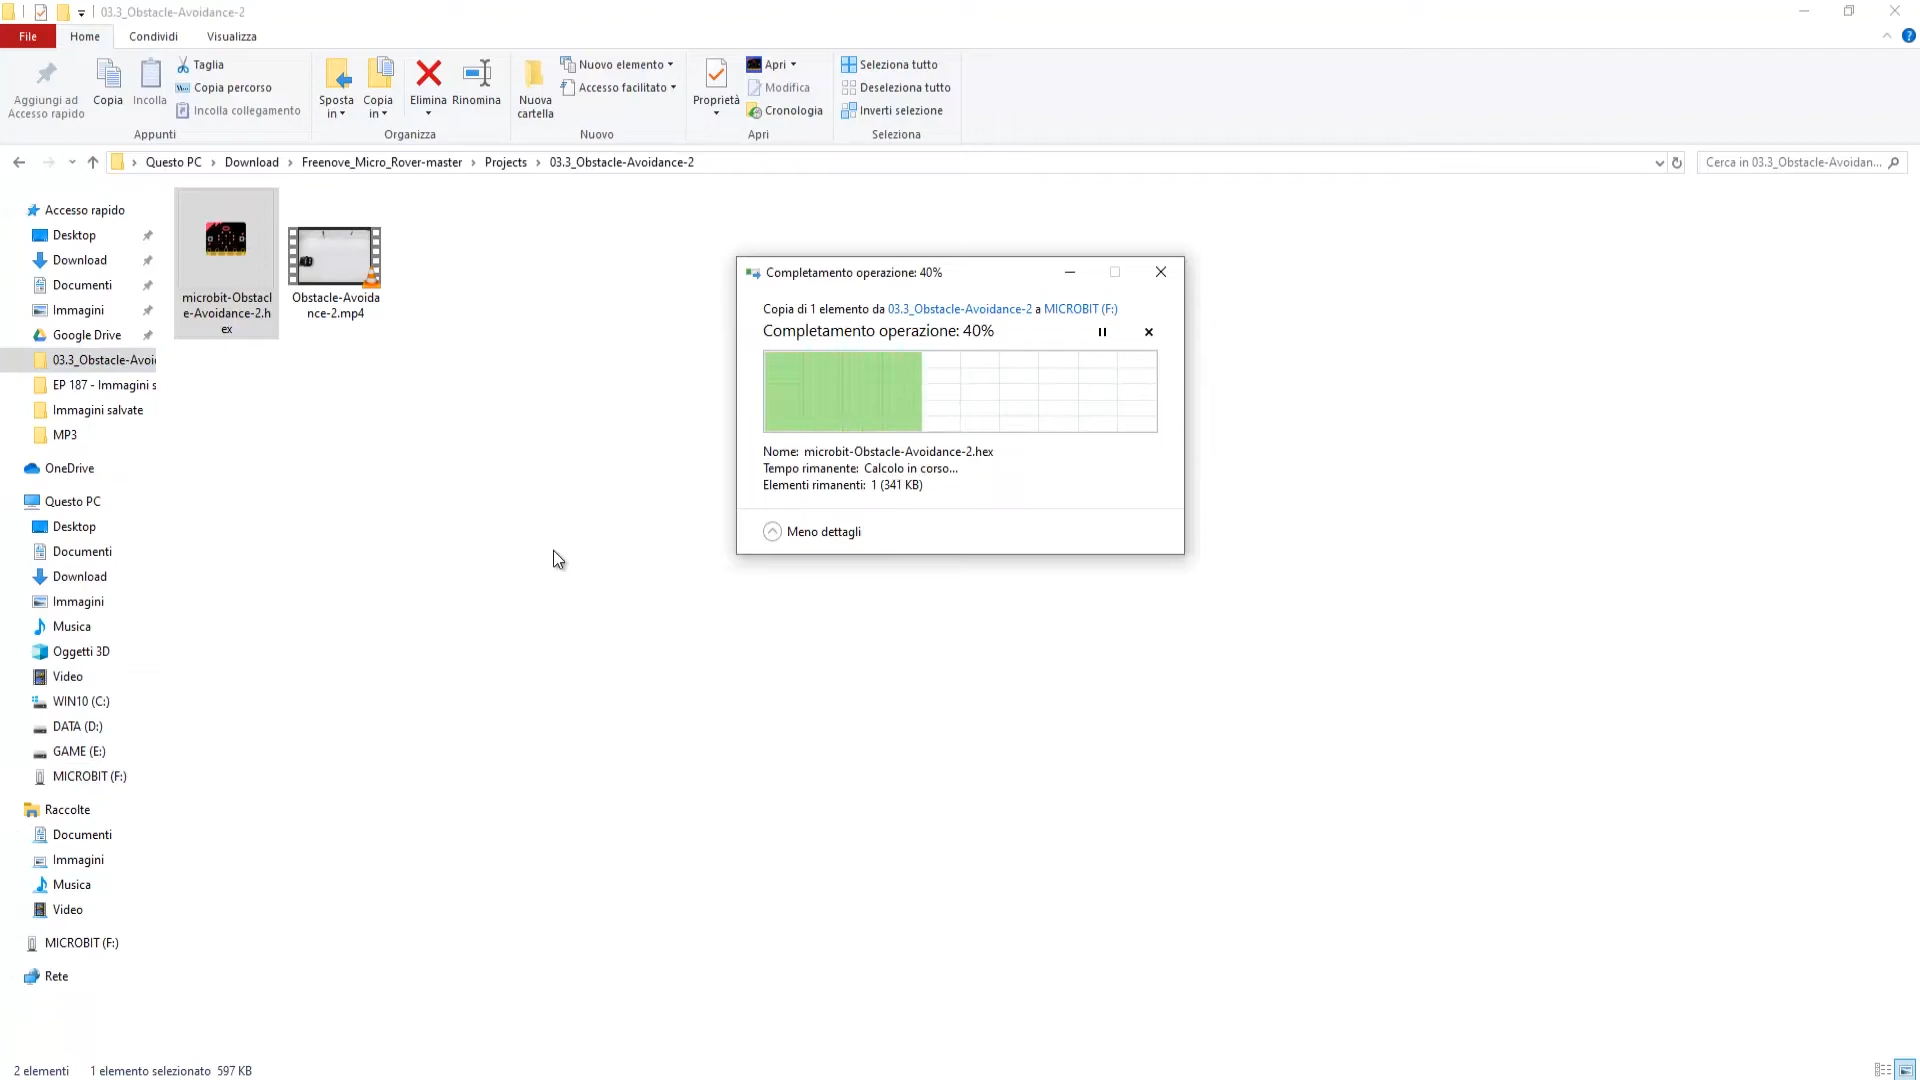 03.3_Obstacle-Avoidance-2
File
Home
Condividi
Visualizza
Aggiungi ad
Accesso rapido
Copia
Incolla
Taglia
Copia percorso
Incolla collegamento
Appunti
Sposta
in
Copia
in
Elimina
Rinomina
Organizza
Nuova
cartella
Nuovo elemento
Accesso facilitato
Nuovo
Proprietà
Apri
Modifica
Cronologia
Apri
Seleziona tutto
Deseleziona tutto
Inverti selezione
Seleziona
Questo PC
Download
Freenove_Micro_Rover-master
Projects
03.3_Obstacle-Avoidance-2
Cerca in 03.3_Obstacle-Avoidan...
Accesso rapido
Desktop
Download
Documenti
Immagini
Google Drive
03.3_Obstacle-Avoi
EP 187 - Immagini s
Immagini salvate
MP3
OneDrive
Questo PC
Desktop
Documenti
Download
Immagini
Musica
Oggetti 3D
Video
WIN10 (C:)
DATA (D:)
GAME (E:)
MICROBIT (F:)
Raccolte
Documenti
Immagini
Musica
Video
MICROBIT (F:)
Rete
microbit-Obstacl
e-Avoidance-2.h
ex
Obstacle-Avoida
nce-2.mp4
Completamento operazione: 40%
Copia di 1 elemento da 03.3_Obstacle-Avoidance-2 a MICROBIT (F:)
Completamento operazione: 40%
Nome: microbit-Obstacle-Avoidance-2.hex
Tempo rimanente: Calcolo in corso...
Elementi rimanenti: 1 (341 KB)
Meno dettagli
2 elementi
1 elemento selezionato 597 KB